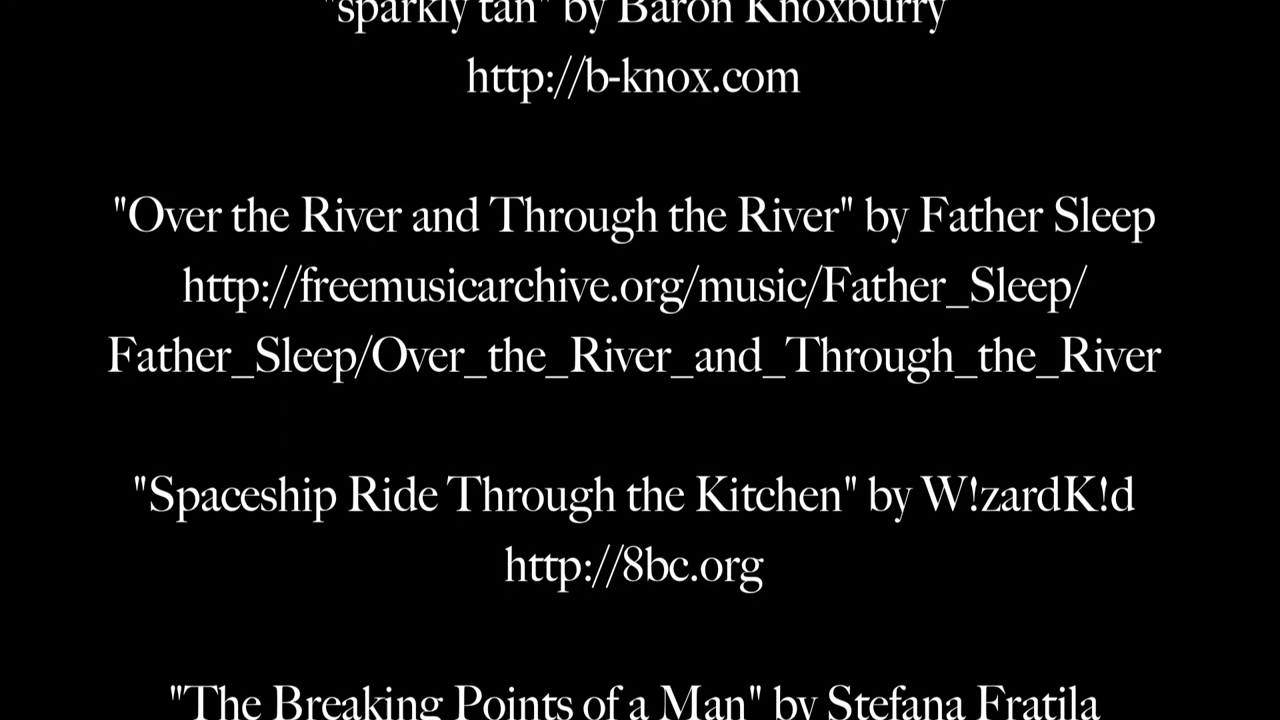 "sparkly tan" by Baron Knoxburry
http://b-knox.com
"Over the River and Through the River" by Father Sleep
http://freemusicarchive.org/music/Father_Sleep/
Father_Sleep/Over_the_River_and_Through_the_River
"Spaceship Ride Through the Kitchen" by W!zardK!d
http://8bc.org
"The Breaking Points of a Man" by Stefana Fratila